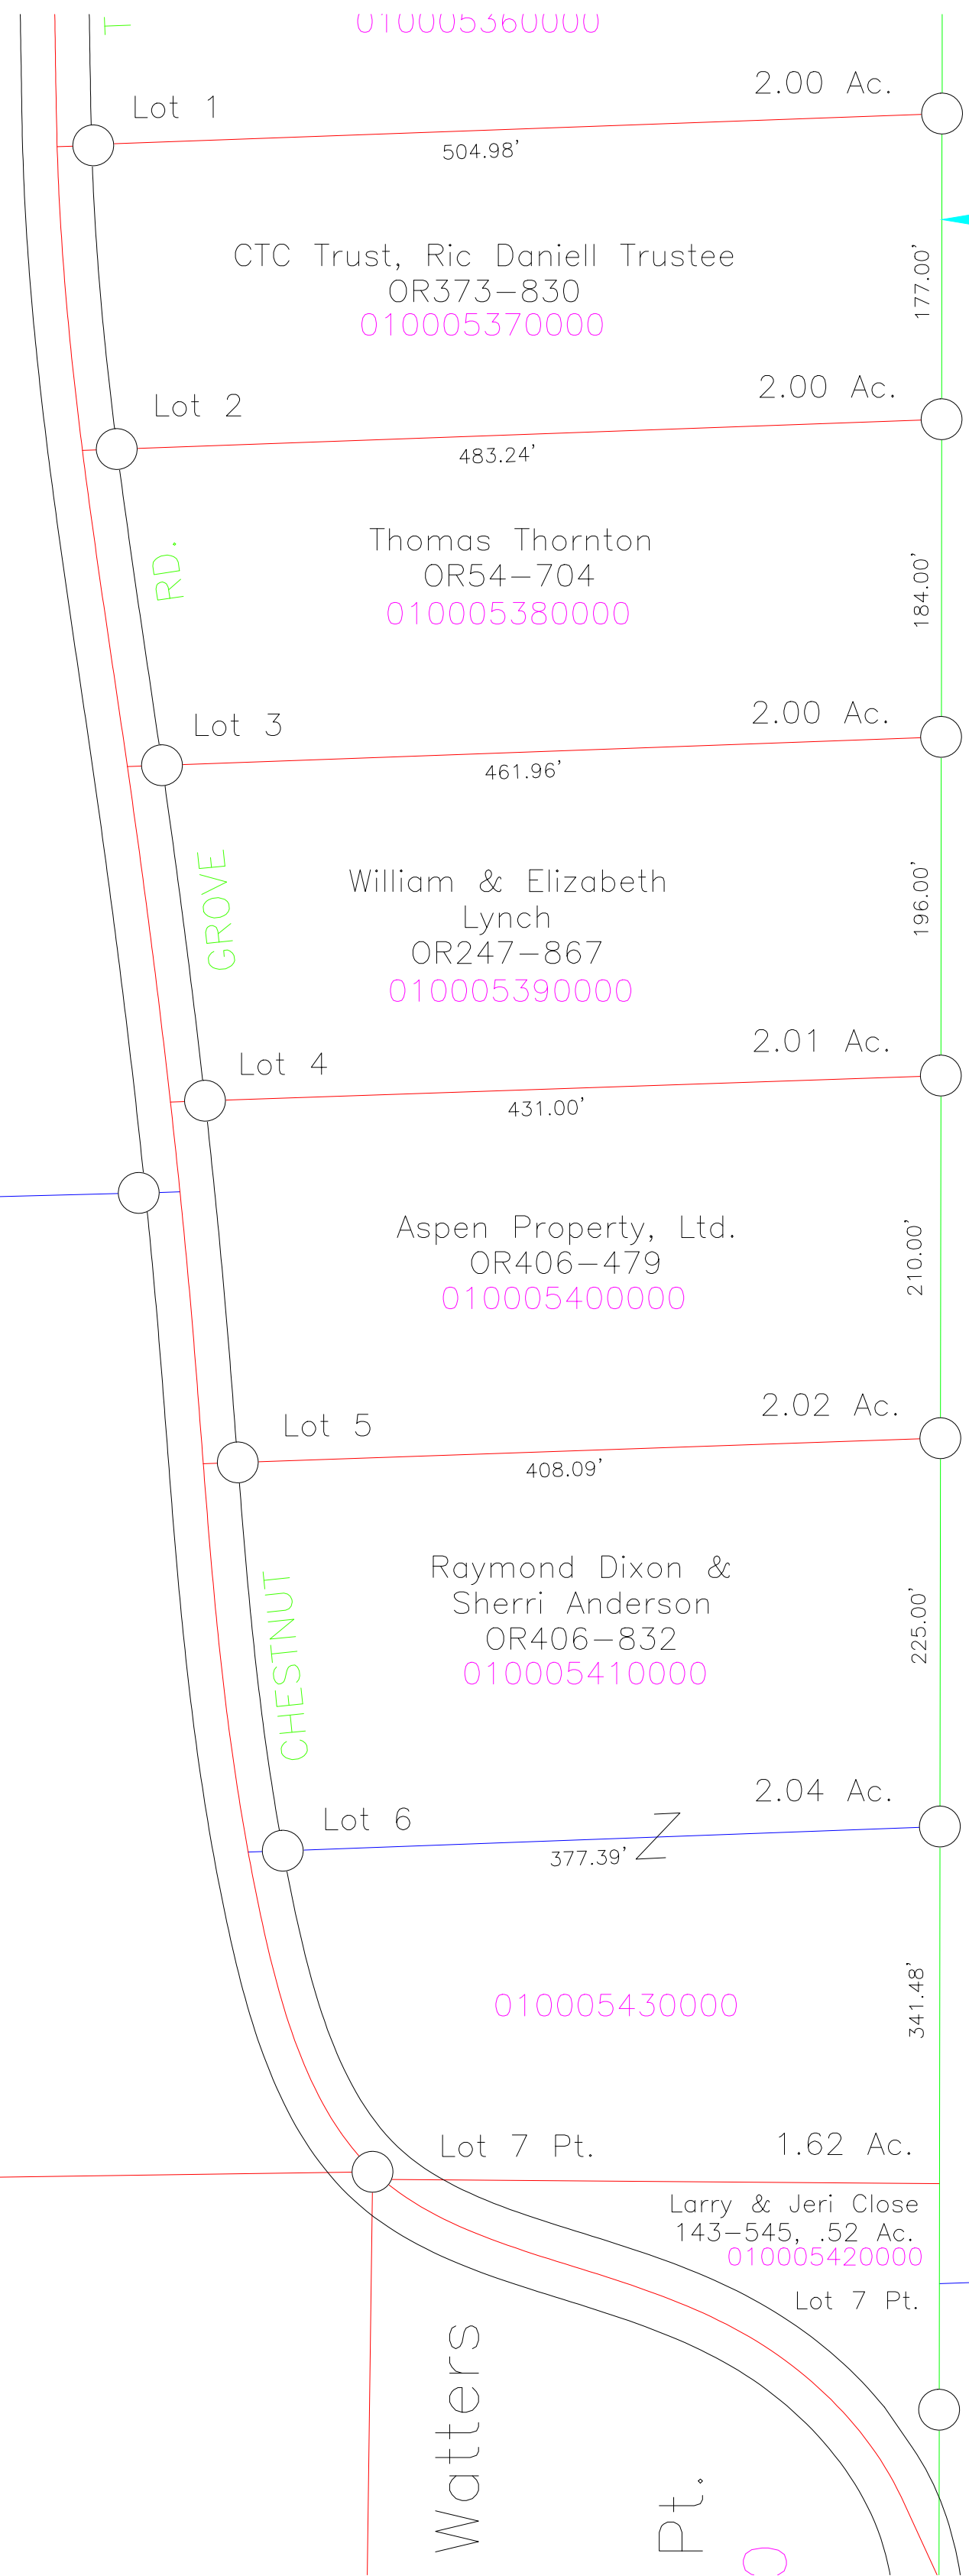 010005360000
T
2.00 Ac.
Lot 1
504.98'
CTC Trust, Ric Daniell Trustee
OR373-830
010005370000
177.00'
2.00 Ac.
Lot 2
483.24'
RD.
Thomas Thornton
OR54-704
010005380000
184.00'
2.00 Ac.
Lot 3
461.96'
GROVE
William & Elizabeth
Lynch
OR247-867
010005390000
196.00'
2.01 Ac.
Lot 4
431.00'
Aspen Property, Ltd.
OR406-479
010005400000
210.00'
2.02 Ac.
Lot 5
408.09'
CHESTNUT
Raymond Dixon &
Sherri Anderson
OR406-832
010005410000
225.00'
2.04 Ac.
Lot 6
377.39'
010005430000
341.48'
Lot 7 Pt.
1.62 Ac.
Larry & Jeri Close
143-545, .52 Ac.
010005420000
Lot 7 Pt.
Watters
Pt.
0